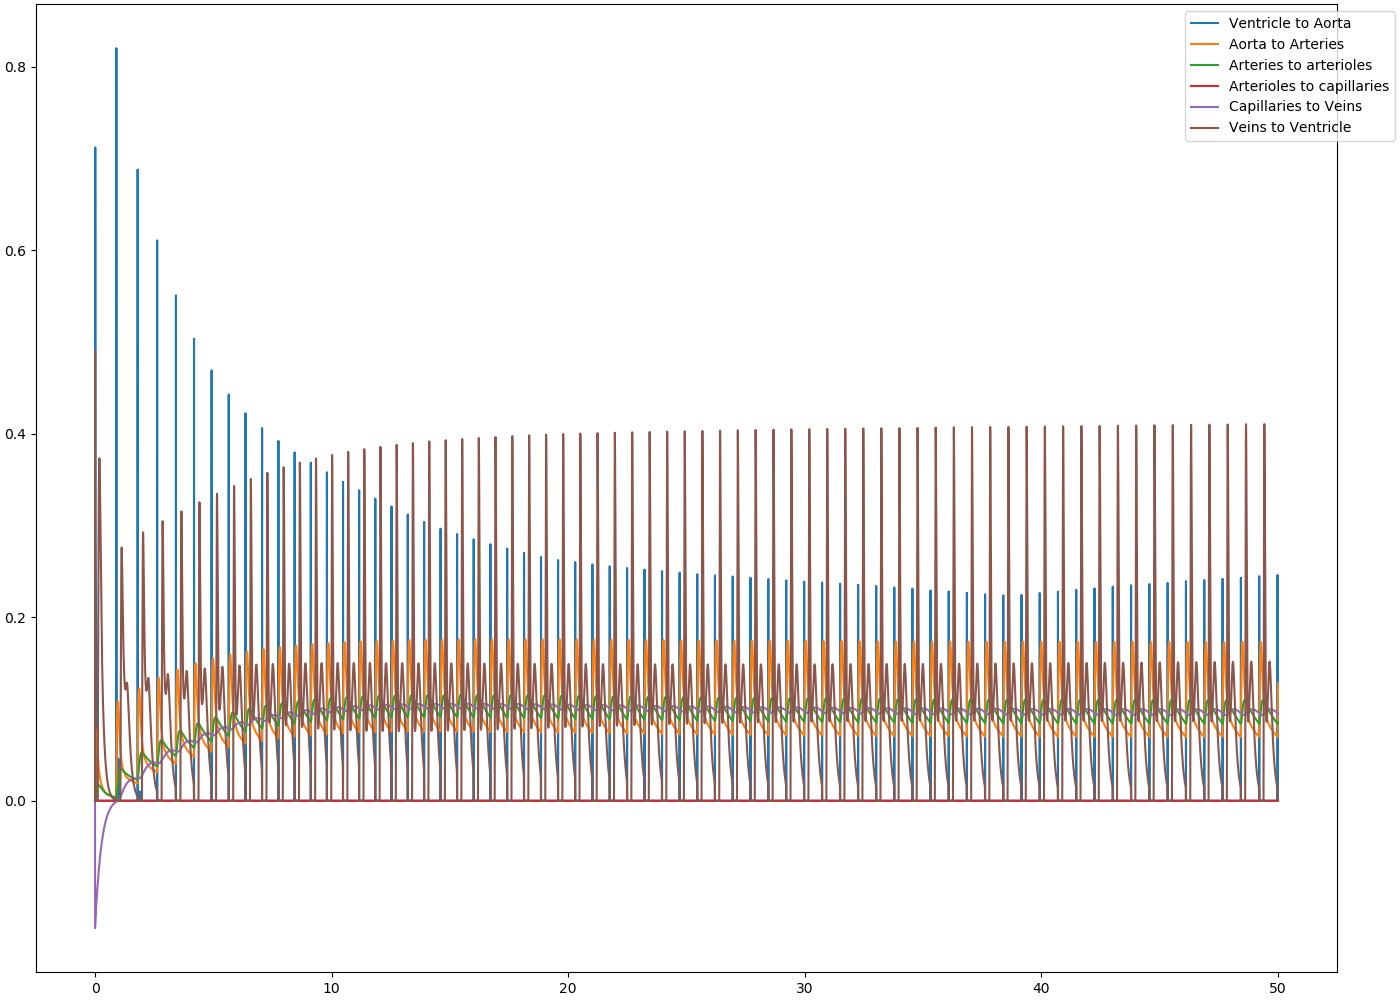 Ventricle to Aorta
Aorta to Arteries
Arteries to arterioles
Arterioles to capillaries
Capillaries to Veins
Veins to Ventricle
0.8
0.6
0.4
0.2
0.0
0 10 20 30 40 50